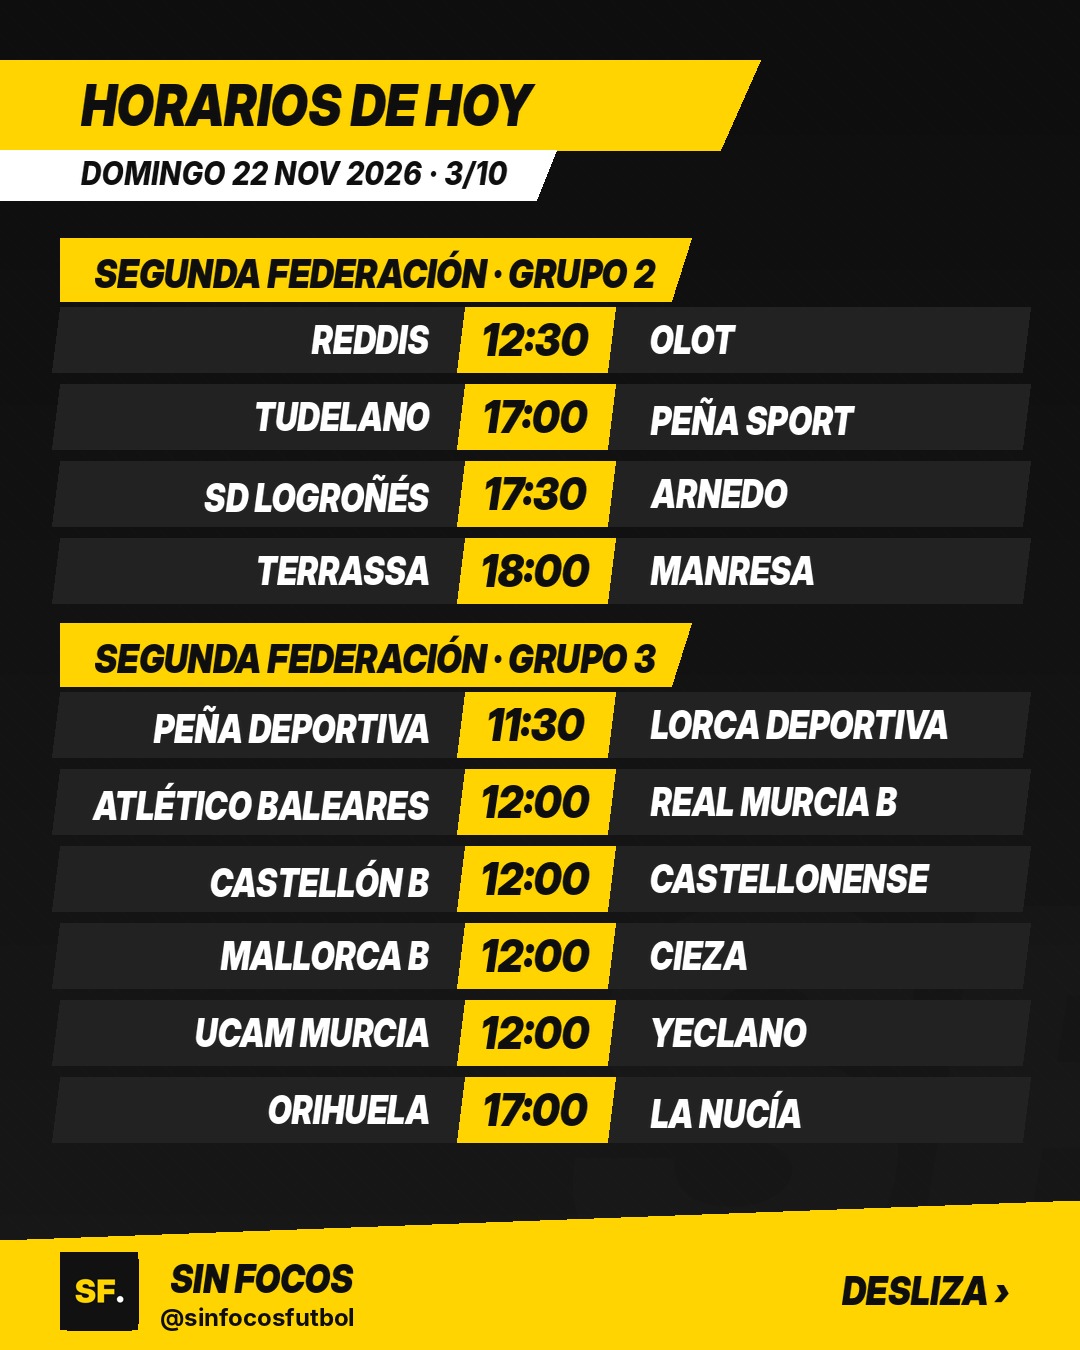 HORARIOS DE HOY
DOMINGO 22 NOV 2026 · 3/10
SEGUNDA FEDERACIÓN · GRUPO 2
REDDIS 12:30 OLOT
TUDELANO 17:00 PEÑA SPORT
SD LOGROÑÉS 17:30 ARNEDO
TERRASSA 18:00 MANRESA
SEGUNDA FEDERACIÓN · GRUPO 3
PEÑA DEPORTIVA 11:30 LORCA DEPORTIVA
ATLÉTICO BALEARES 12:00 REAL MURCIA B
CASTELLÓN B 12:00 CASTELLONENSE
MALLORCA B 12:00 CIEZA
UCAM MURCIA 12:00 YECLANO
ORIHUELA 17:00 LA NUCÍA
SF.
SIN FOCOS
@sinfocosfutbol
DESLIZA ›